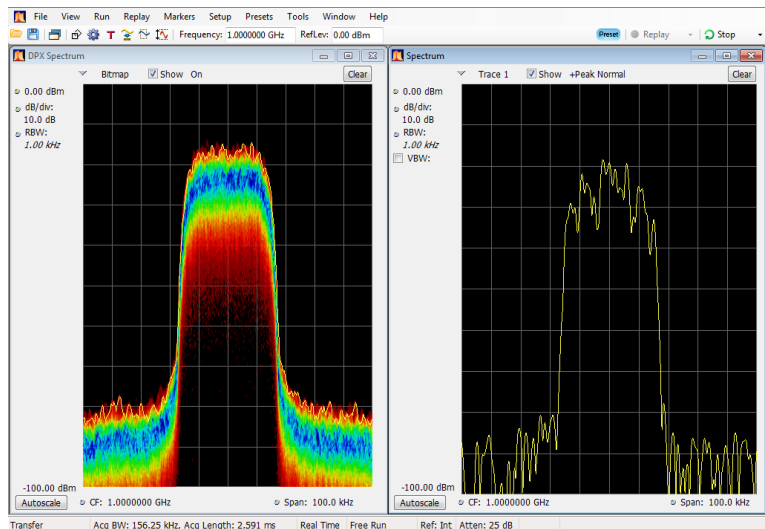 File View Run Replay Markers Setup Presets Tools Window Help
T Frequency: 1.0000000 GHz RefLev: 0.00 dBm Preset Replay Stop
DPX Spectrum
Bitmap Show On Clear
0.00 dBm
dB/div:
10.0 dB
RBW:
1.00 kHz
-100.00 dBm
Autoscale CF: 1.0000000 GHz Span: 100.0 kHz
Spectrum
Trace 1 Show +Peak Normal Clear
0.00 dBm
dB/div:
10.0 dB
RBW:
1.00 kHz
VBW:
-100.00 dBm
Autoscale CF: 1.0000000 GHz Span: 100.0 kHz
Transfer Acq BW: 156.25 kHz, Acq Length: 2.591 ms Real Time Free Run Ref: Int Atten: 25 dB